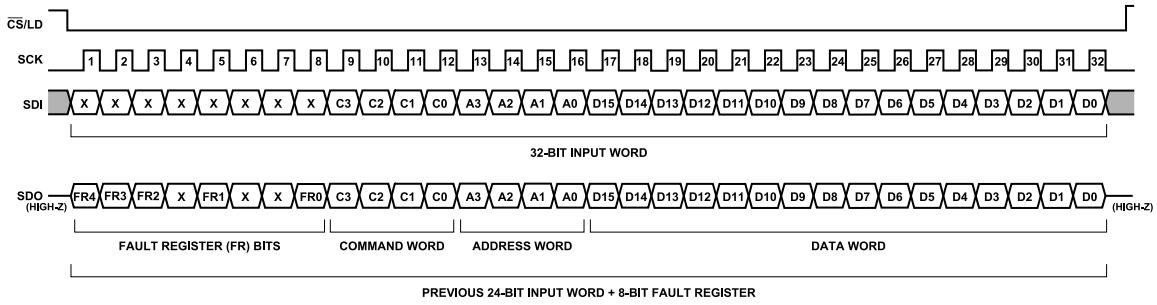 CS/LD
SCK 1 2 3 4 5 6 7 8 9 10 11 12 13 14 15 16 17 18 19 20 21 22 23 24 25 26 27 28 29 30 31 32
SDI X X X X X X X X C3 C2 C1 C0 A3 A2 A1 A0 D15 D14 D13 D12 D11 D10 D9 D8 D7 D6 D5 D4 D3 D2 D1 D0
32-BIT INPUT WORD
SDO FR4 FR3 FR2 X FR1 X X FR0 C3 C2 C1 C0 A3 A2 A1 A0 D15 D14 D13 D12 D11 D10 D9 D8 D7 D6 D5 D4 D3 D2 D1 D0
(HIGH-Z) (HIGH-Z)
FAULT REGISTER (FR) BITS COMMAND WORD ADDRESS WORD DATA WORD
PREVIOUS 24-BIT INPUT WORD + 8-BIT FAULT REGISTER